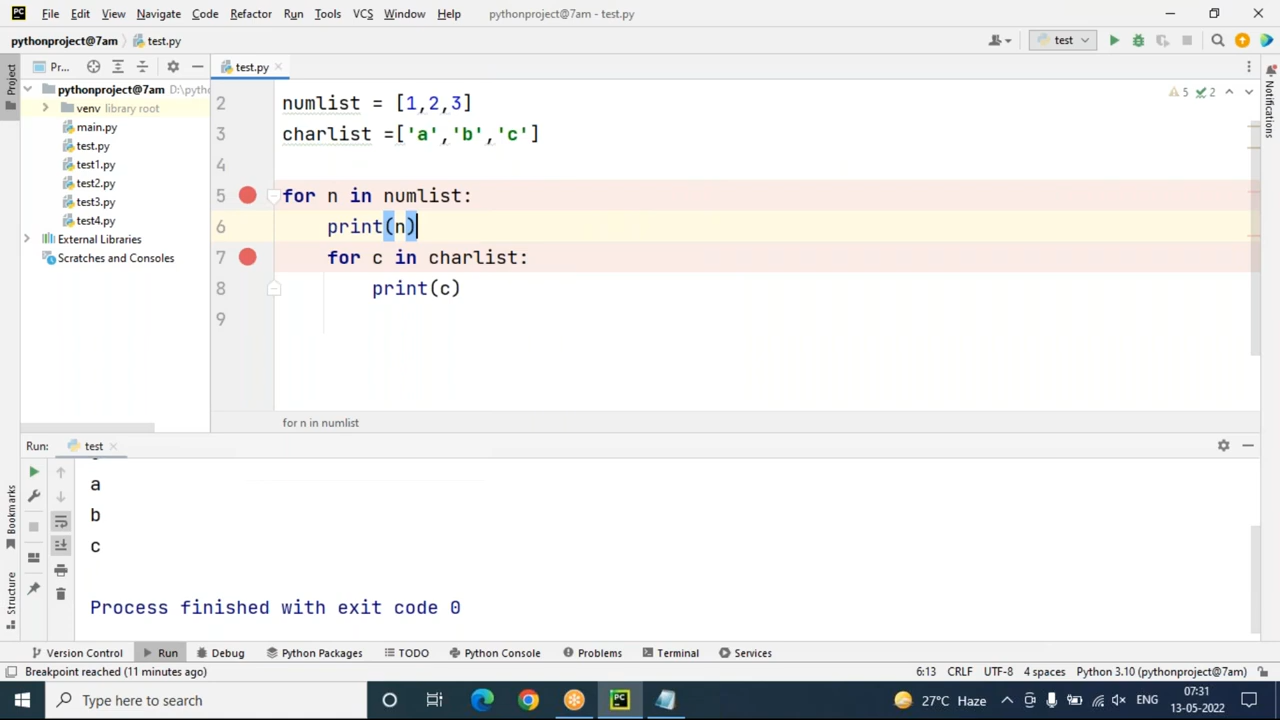 PC File Edit View Navigate Code Refactor Run Tools VCS Window Help pythonproject@7am - test.py
pythonproject@7am test.py test
Project
Pr... test.py
Notifications
pythonproject@7am D:\pytho
venv library root
main.py
test.py
test1.py
test2.py
test3.py
test4.py
External Libraries
Scratches and Consoles
5 2
2 numlist = [1,2,3]
3 charlist =['a','b','c']
4
5 for n in numlist:
6 print(n)
7 for c in charlist:
8 print(c)
9
for n in numlist
Run: test
a
b
c
Process finished with exit code 0
Bookmarks
Structure
Version Control Run Debug Python Packages TODO Python Console Problems Terminal Services
Breakpoint reached (11 minutes ago) 6:13 CRLF UTF-8 4 spaces Python 3.10 (pythonproject@7am)
Type here to search PC 27°C Haze ENG 07:31
13-05-2022